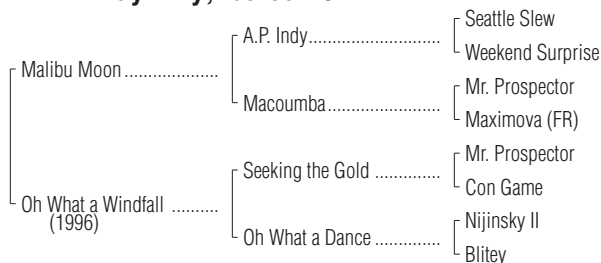 A.P. Indy
Seattle Slew
Weekend Surprise
Malibu Moon
Macoumba
Mr. Prospector
Maximova (FR)
Seeking the Gold
Mr. Prospector
Con Game
Oh What a Windfall
(1996)
Oh What a Dance
Nijinsky II
Blitey